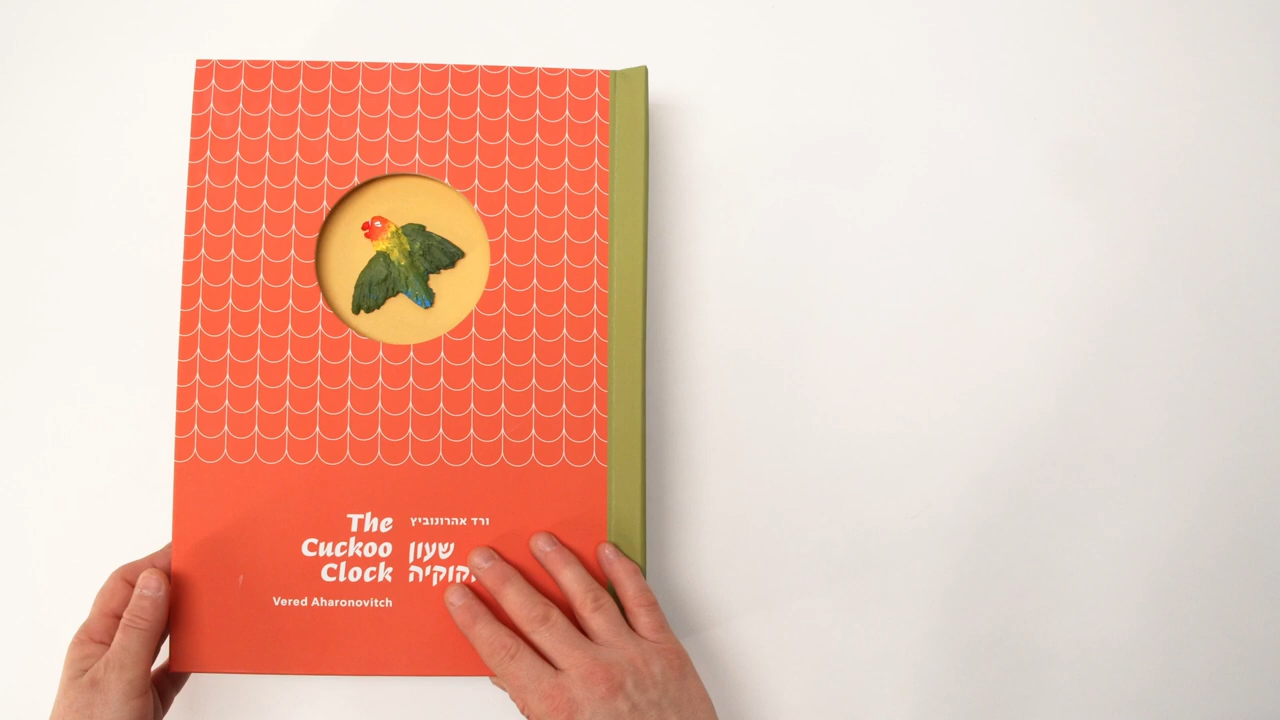 The
Cuckoo
Clock
Vered Aharonovitch
ורד אהרונוביץ
שעון